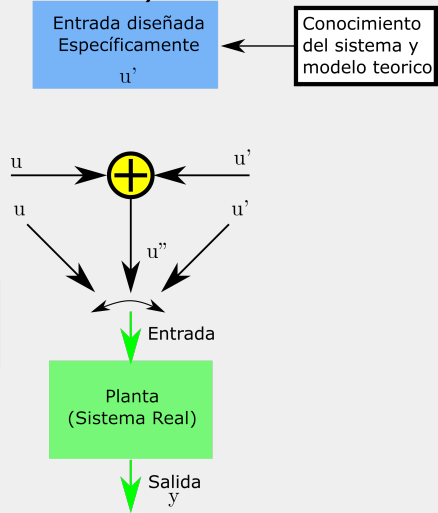 Entrada diseñada
Específicamente
u'
Conocimiento
del sistema y
modelo teorico
u
u'
u
u'
u"
Entrada
Planta
(Sistema Real)
Salida
y